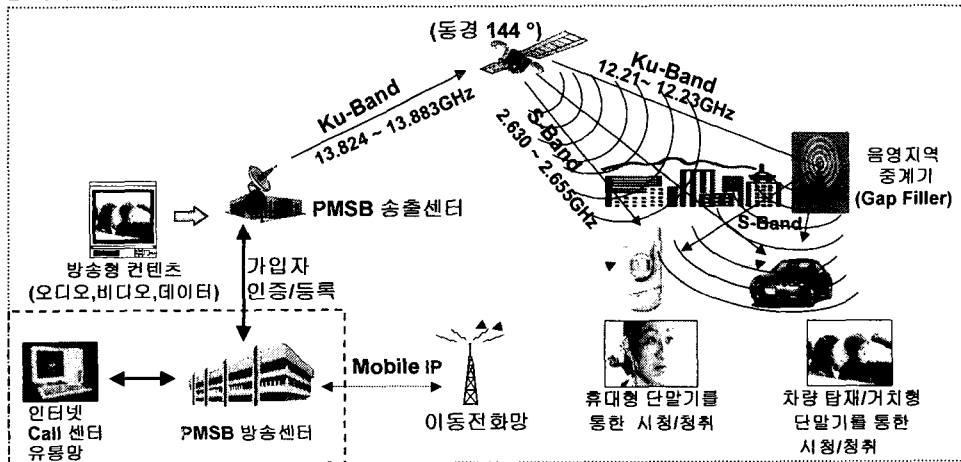 (동경 144 °)
Ku-Band
13.824 ~ 13.883GHz
Ku-Band
12.21~ 12.23GHz
S-Band
2.630 ~ 2.655GHz
음영지역
중계기
(Gap Filler)
S-Band
PMSB 송출센터
방송형 컨텐츠
(오디오,비디오,데이터)
가입자
인증/등록
Mobile IP
인터넷
Call 센터
유통망
PMSB 방송센터
이동전화망
휴대형 단말기를
통한 시청/청취
차량 탑재/거치형
단말기를 통한
시청/청취